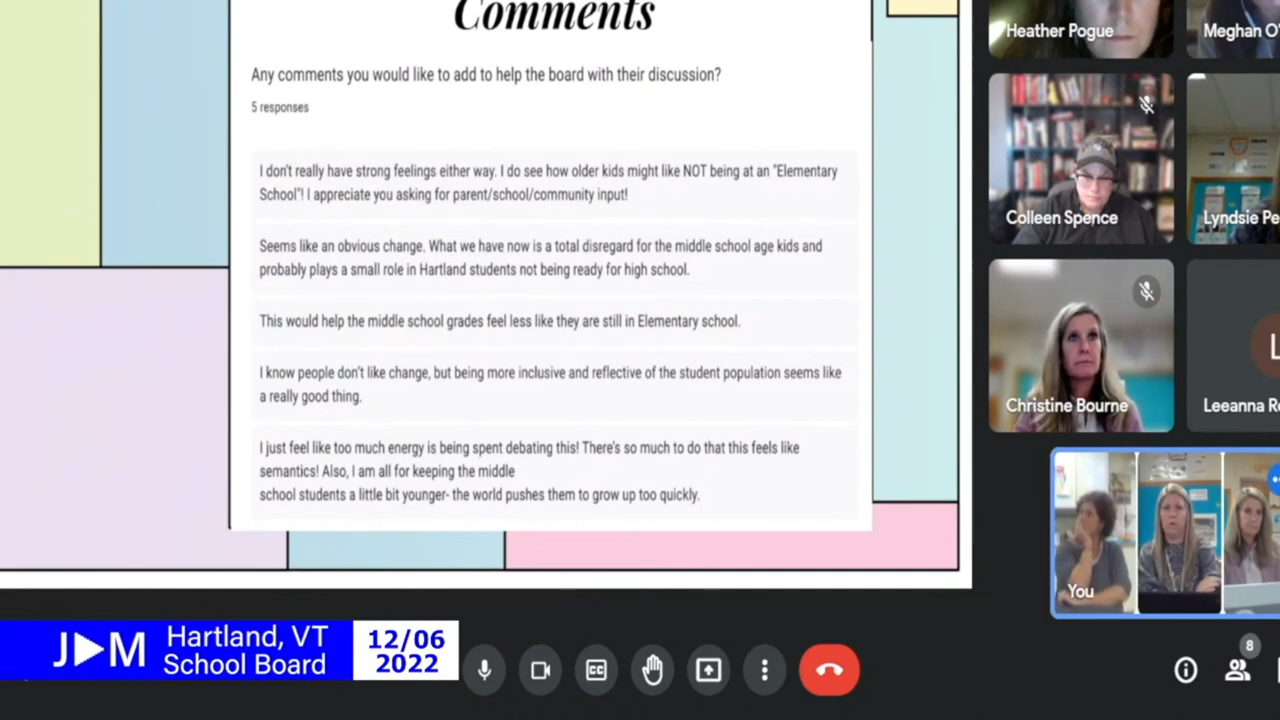 Comments
Any comments you would like to add to help the board with their discussion?
5 responses
I don't really have strong feelings either way. I do see how older kids might like NOT being at an "Elementary
School"! I appreciate you asking for parent/school/community input!
Seems like an obvious change. What we have now is a total disregard for the middle school age kids and
probably plays a small role in Hartland students not being ready for high school.
This would help the middle school grades feel less like they are still in Elementary school.
I know people don't like change, but being more inclusive and reflective of the student population seems like
a really good thing.
I just feel like too much energy is being spent debating this! There's so much to do that this feels like
semantics! Also, I am all for keeping the middle
school students a little bit younger- the world pushes them to grow up too quickly.
Heather Pogue
Meghan O'
Colleen Spence
Lyndsie Pe
Christine Bourne
L
Leeanna R
You
J▶M
Hartland, VT
School Board
12/06
2022
CC
8